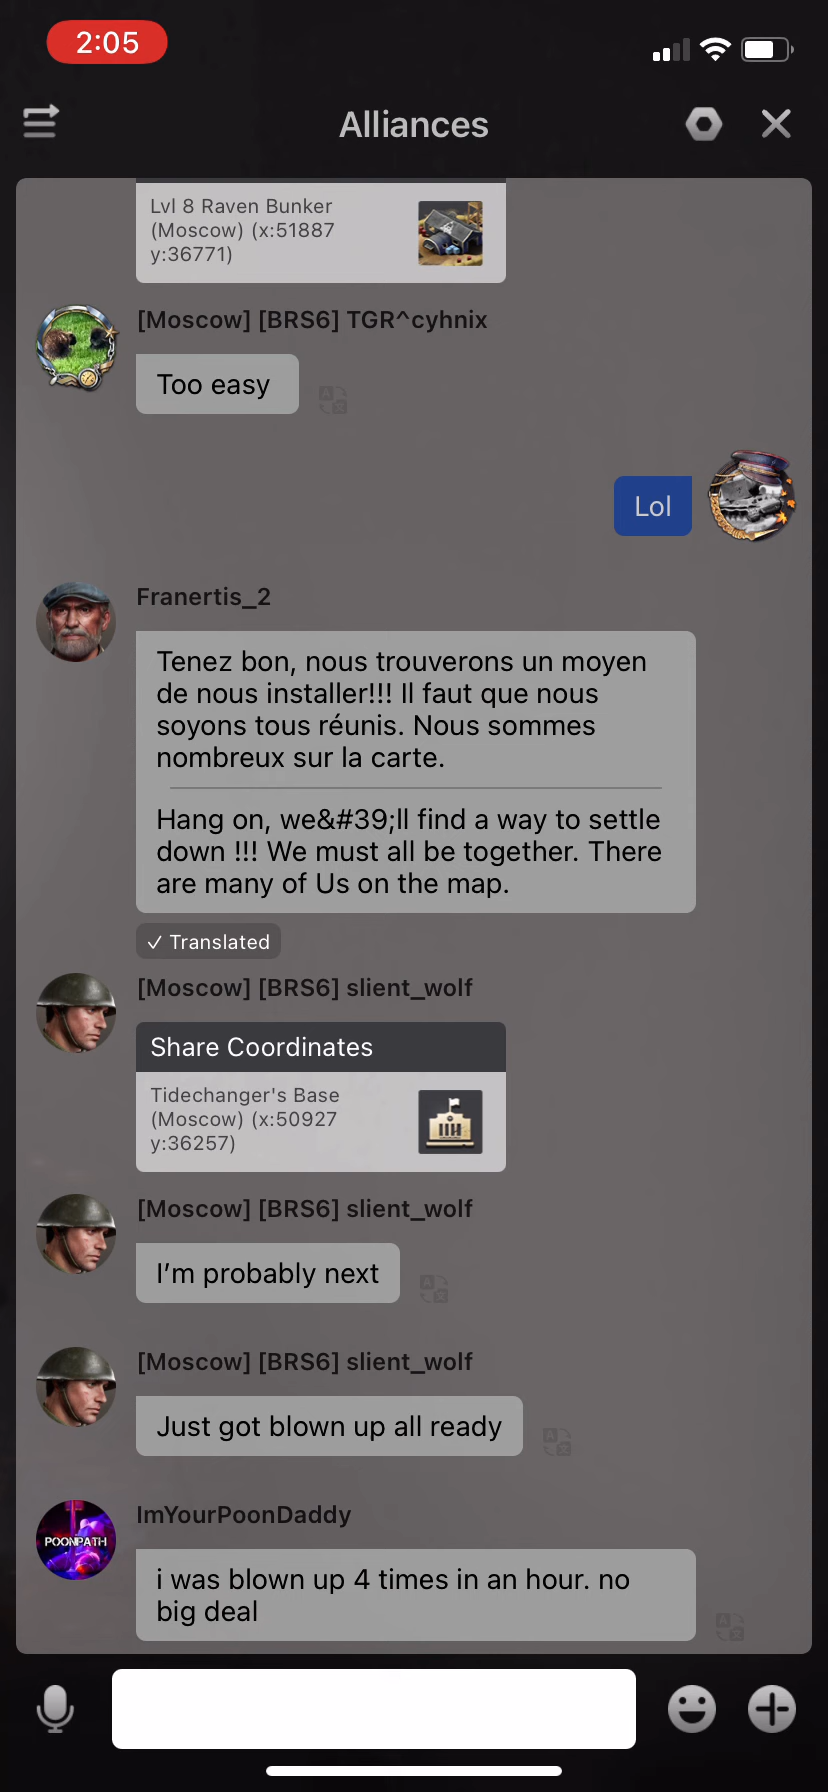 2:05
Alliances
Lvl 8 Raven Bunker
(Moscow) (x:51887
y:36771)
[Moscow] [BRS6] TGR^cyhnix
Too easy
Lol
Franertis_2
Tenez bon, nous trouverons un moyen
de nous installer!!! Il faut que nous
soyons tous réunis. Nous sommes
nombreux sur la carte.
Hang on, we&#39;ll find a way to settle
down !!! We must all be together. There
are many of Us on the map.
✓ Translated
[Moscow] [BRS6] slient_wolf
Share Coordinates
Tidechanger's Base
(Moscow) (x:50927
y:36257)
[Moscow] [BRS6] slient_wolf
I’m probably next
[Moscow] [BRS6] slient_wolf
Just got blown up all ready
ImYourPoonDaddy
POONPATH
i was blown up 4 times in an hour. no
big deal